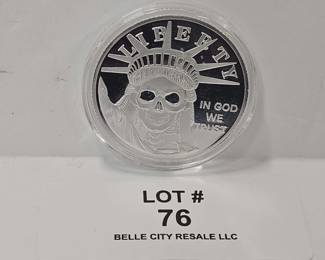 LIBERTY
IN GOD
WE
TRUST
LOT #
76
BELLE CITY RESALE LLC